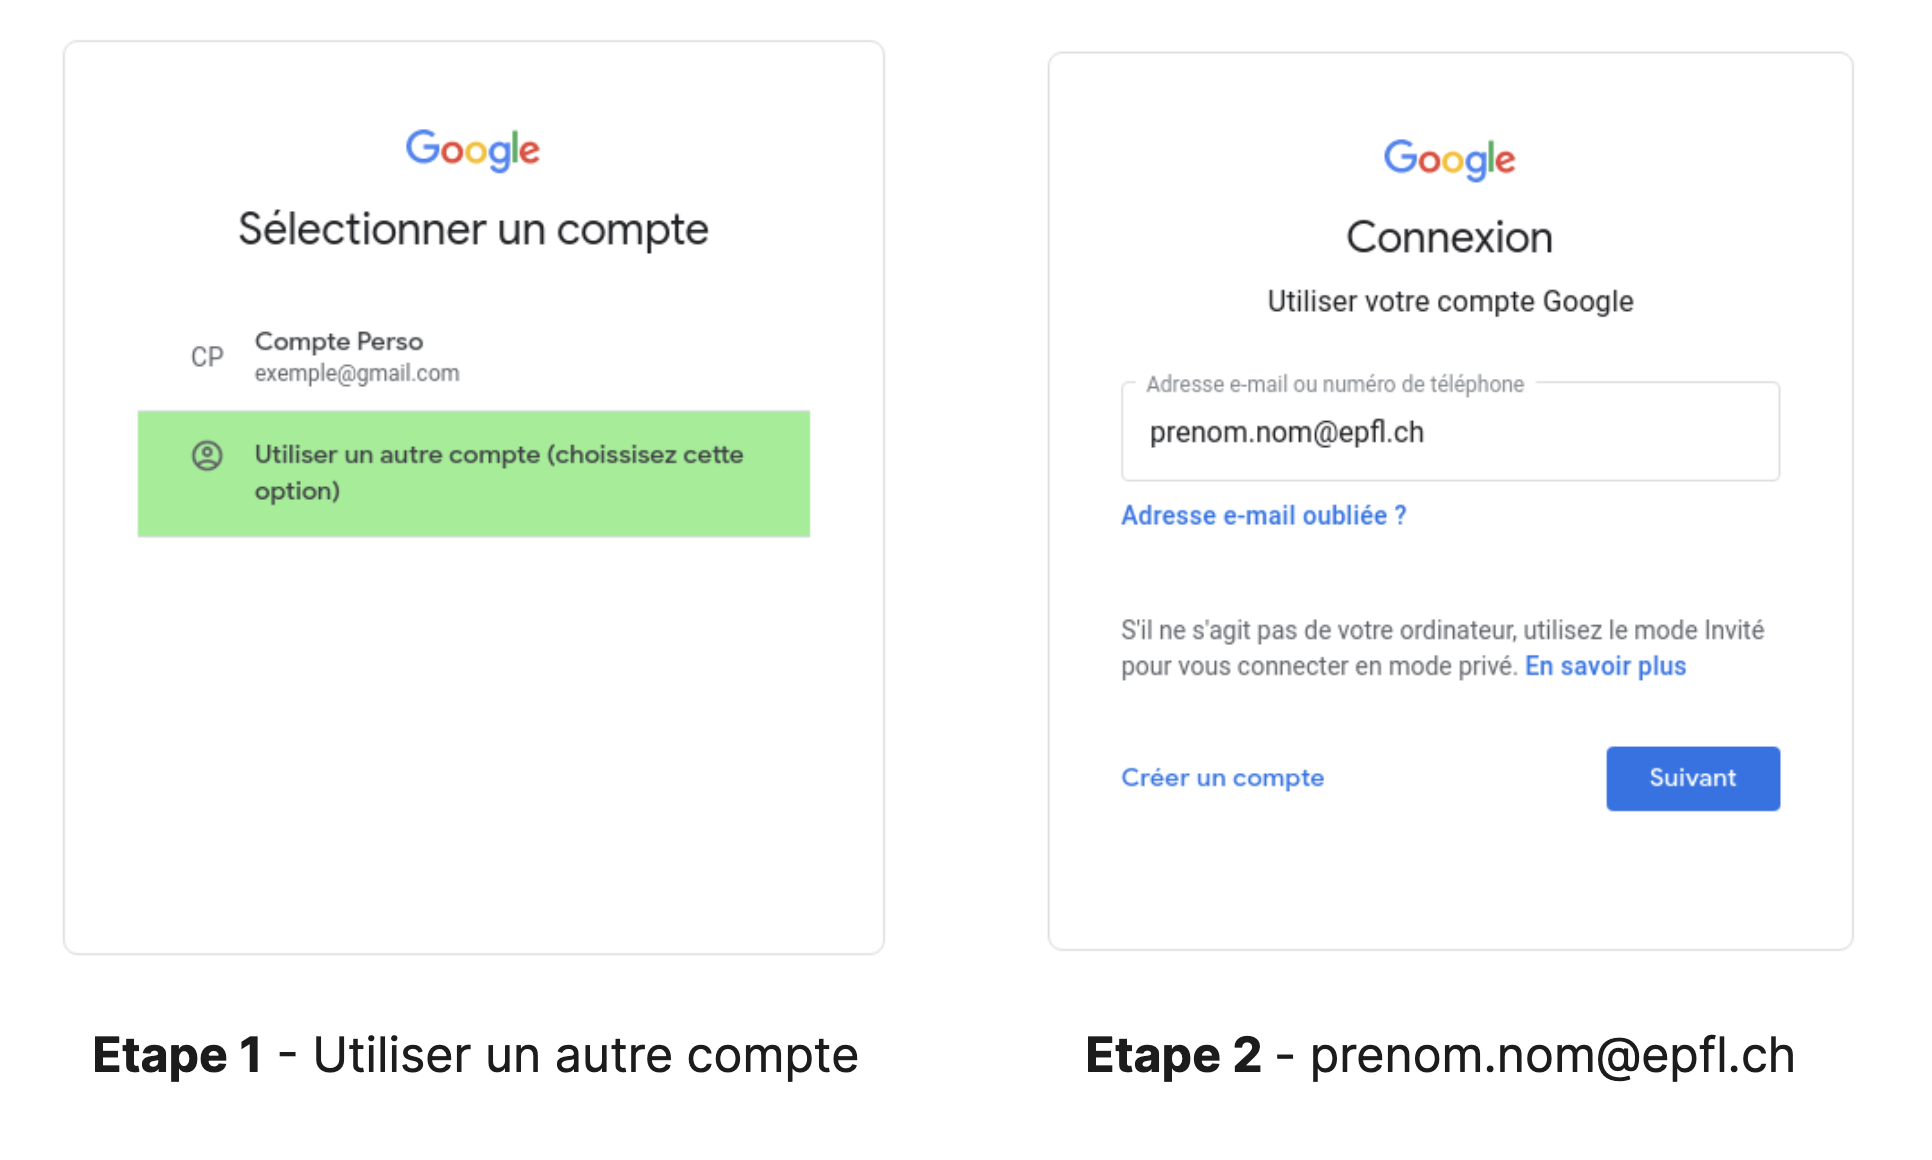 Google
Sélectionner un compte
CP
Compte Perso
exemple@gmail.com
Utiliser un autre compte (choissisez cette
option)
Etape 1 - Utiliser un autre compte
Google
Connexion
Utiliser votre compte Google
Adresse e-mail ou numéro de téléphone
prenom.nom@epfl.ch
Adresse e-mail oubliée ?
S'il ne s'agit pas de votre ordinateur, utilisez le mode Invité
pour vous connecter en mode privé. En savoir plus
Créer un compte
Suivant
Etape 2 - prenom.nom@epfl.ch